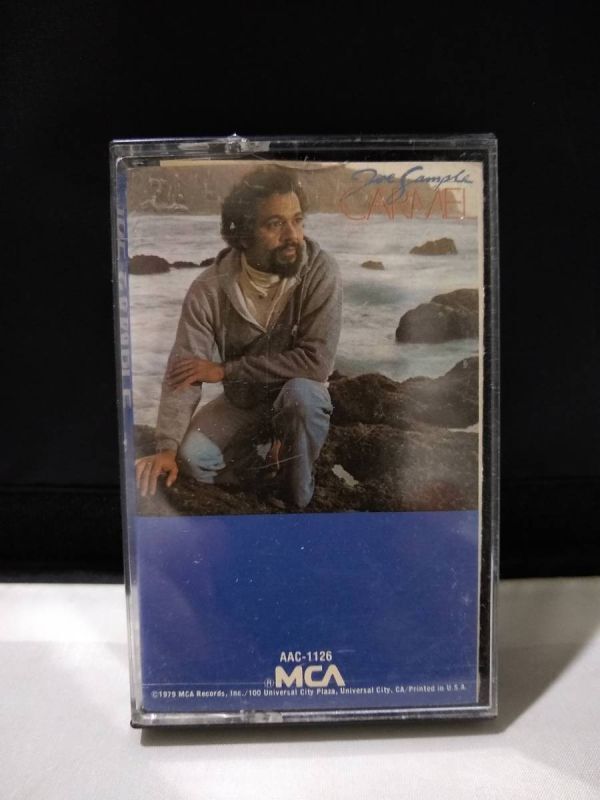 Joe Sample
CARMEL
AAC-1126
® MCA
©1979 MCA Records, Inc./100 Universal City Plaza, Universal City, CA/Printed in U.S.A.